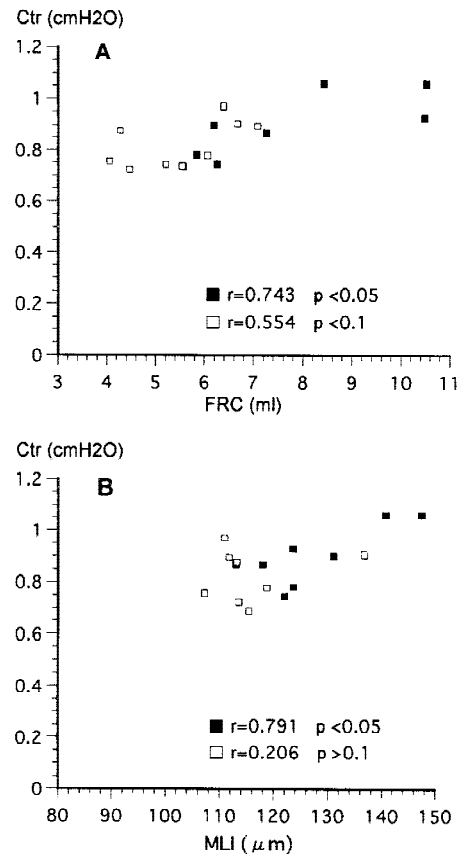 Ctr (cmH2O)
A
1.2
1
0.8
0.6
0.4
0.2
0
■ r=0.743 p <0.05
□ r=0.554 p <0.1
3 4 5 6 7 8 9 10 11
FRC (ml)
Ctr (cmH2O)
B
1.2
1
0.8
0.6
0.4
0.2
0
■ r=0.791 p <0.05
□ r=0.206 p >0.1
80 90 100 110 120 130 140 150
MLI (μm)